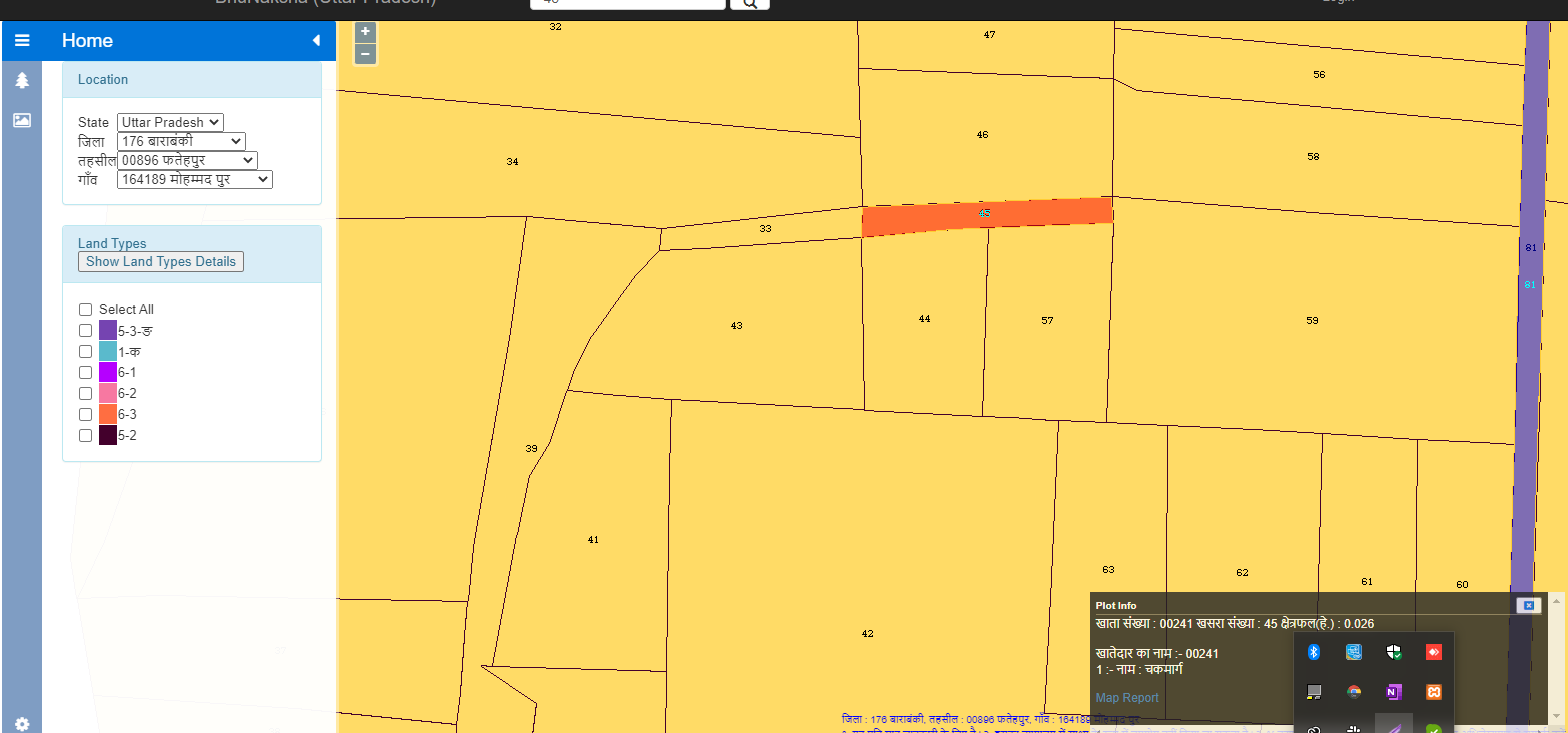 BhuNaksha (Uttar Pradesh)
Login
Home
Location
State Uttar Pradesh
जिला 176 बाराबंकी
तहसील 00896 फतेहपुर
गाँव 164189 मोहम्मद पुर
Land Types
Show Land Types Details
Select All
5-3-ङ
1-क
6-1
6-2
6-3
5-2
+
−
32
47
56
46
34
58
45
33
81
81
43
44
57
59
39
41
63
62
61
60
42
Plot Info
खाता संख्या : 00241 खसरा संख्या : 45 क्षेत्रफल(हे.) : 0.026
खातेदार का नाम :- 00241
1 :- नाम : चकमार्ग
Map Report
जिला : 176 बाराबंकी, तहसील : 00896 फतेहपुर, गाँव : 164189 मोहम्मद पुर